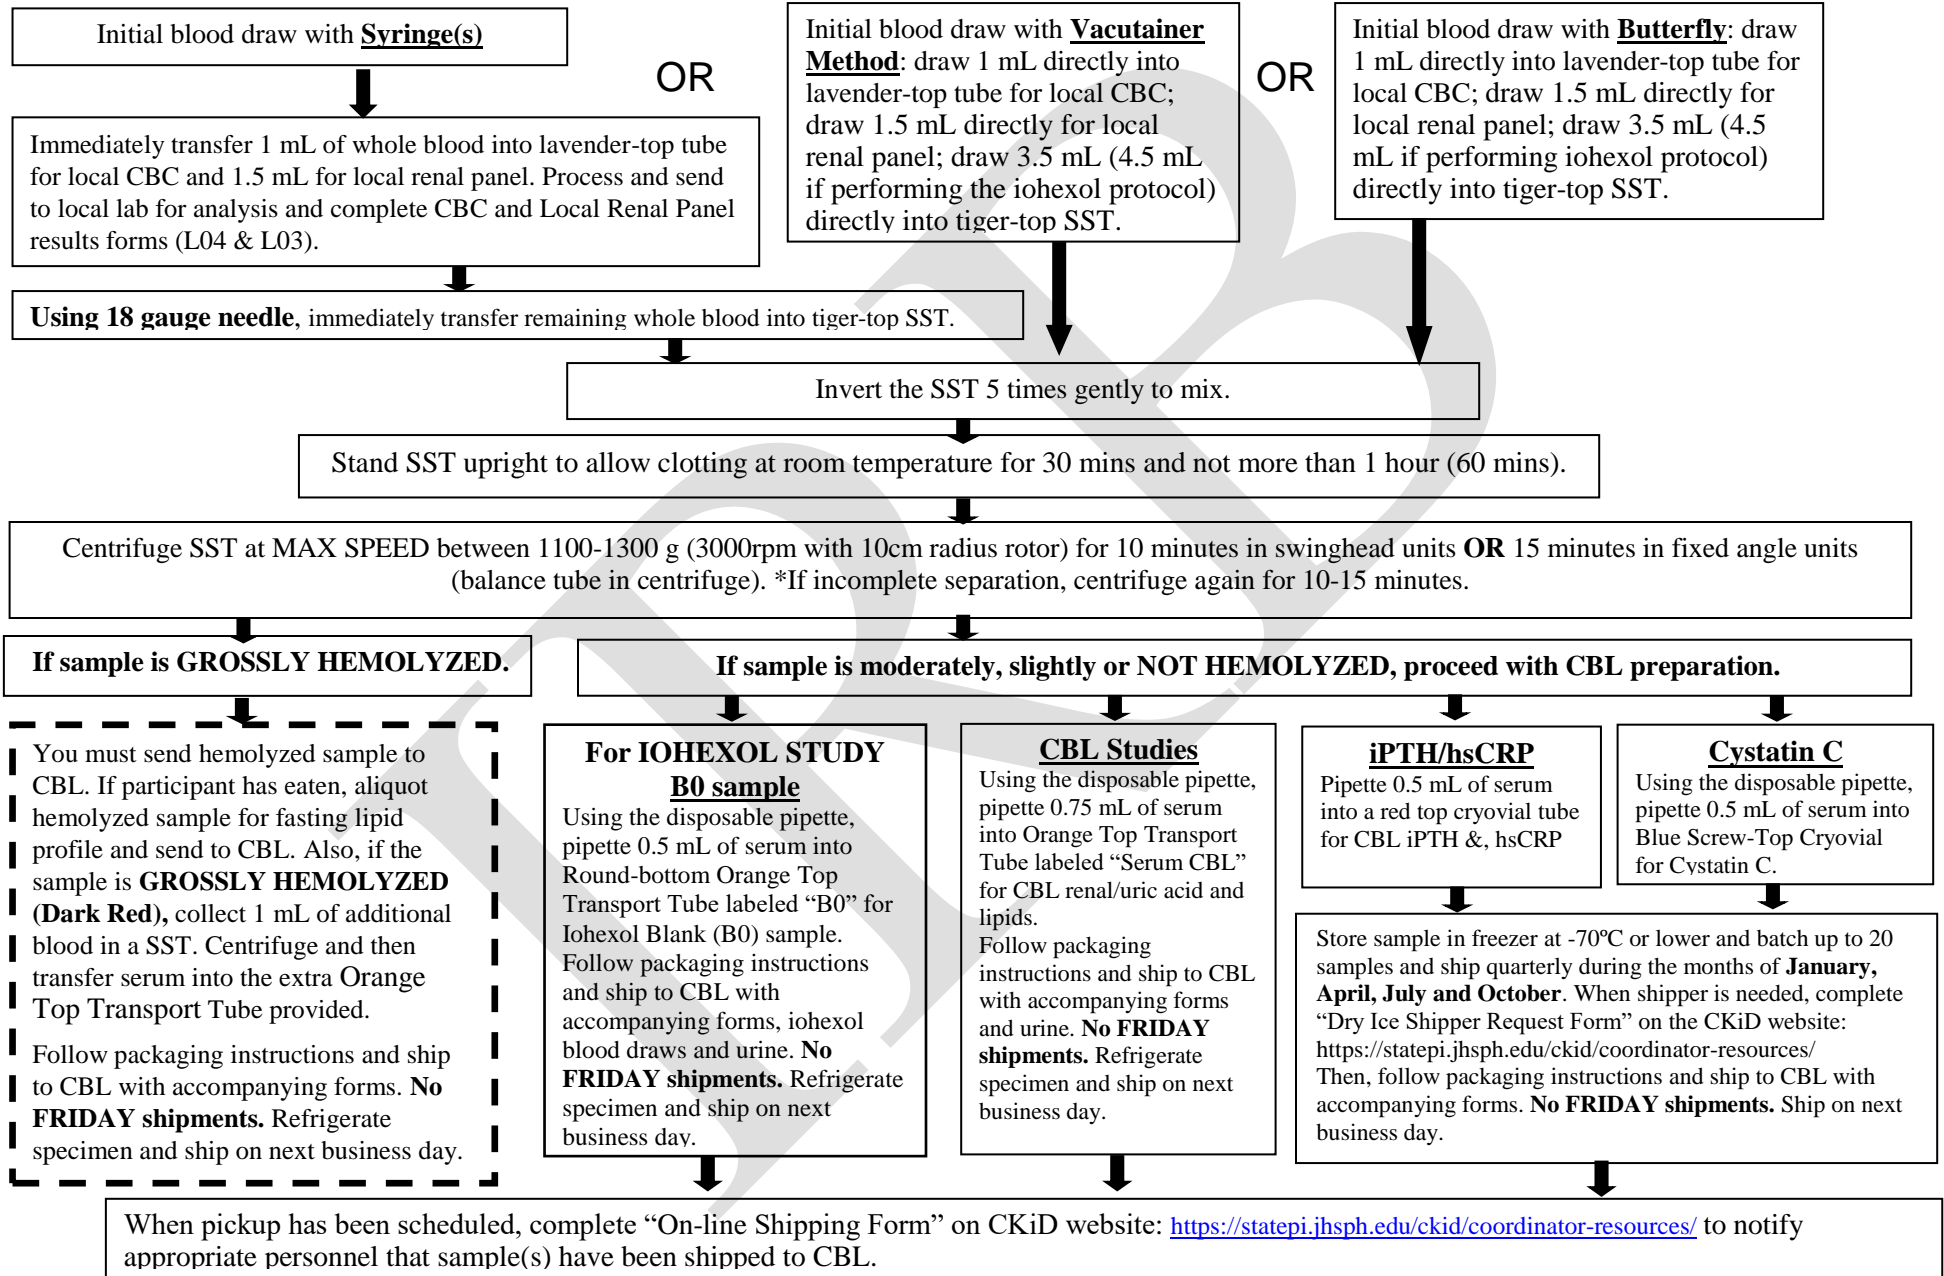 Initial blood draw with Syringe(s)
OR
Initial blood draw with Vacutainer
Method: draw 1 mL directly into
lavender-top tube for local CBC;
draw 1.5 mL directly for local
renal panel; draw 3.5 mL (4.5 mL
if performing the iohexol protocol)
directly into tiger-top SST.
OR
Initial blood draw with Butterfly: draw
1 mL directly into lavender-top tube for
local CBC; draw 1.5 mL directly for
local renal panel; draw 3.5 mL (4.5
mL if performing iohexol protocol)
directly into tiger-top SST.
Immediately transfer 1 mL of whole blood into lavender-top tube
for local CBC and 1.5 mL for local renal panel. Process and send
to local lab for analysis and complete CBC and Local Renal Panel
results forms (L04 & L03).
Using 18 gauge needle, immediately transfer remaining whole blood into tiger-top SST.
Invert the SST 5 times gently to mix.
Stand SST upright to allow clotting at room temperature for 30 mins and not more than 1 hour (60 mins).
Centrifuge SST at MAX SPEED between 1100-1300 g (3000rpm with 10cm radius rotor) for 10 minutes in swinghead units OR 15 minutes in fixed angle units
(balance tube in centrifuge). *If incomplete separation, centrifuge again for 10-15 minutes.
If sample is GROSSLY HEMOLYZED.
If sample is moderately, slightly or NOT HEMOLYZED, proceed with CBL preparation.
You must send hemolyzed sample to
CBL. If participant has eaten, aliquot
hemolyzed sample for fasting lipid
profile and send to CBL. Also, if the
sample is GROSSLY HEMOLYZED
(Dark Red), collect 1 mL of additional
blood in a SST. Centrifuge and then
transfer serum into the extra Orange
Top Transport Tube provided.
Follow packaging instructions and ship
to CBL with accompanying forms. No
FRIDAY shipments. Refrigerate
specimen and ship on next business day.
For IOHEXOL STUDY
B0 sample
Using the disposable pipette,
pipette 0.5 mL of serum into
Round-bottom Orange Top
Transport Tube labeled “B0” for
Iohexol Blank (B0) sample.
Follow packaging instructions
and ship to CBL with
accompanying forms, iohexol
blood draws and urine. No
FRIDAY shipments. Refrigerate
specimen and ship on next
business day.
CBL Studies
Using the disposable pipette,
pipette 0.75 mL of serum
into Orange Top Transport
Tube labeled “Serum CBL”
for CBL renal/uric acid and
lipids.
Follow packaging
instructions and ship to CBL
with accompanying forms
and urine. No FRIDAY
shipments. Refrigerate
specimen and ship on next
business day.
iPTH/hsCRP
Pipette 0.5 mL of serum
into a red top cryovial tube
for CBL iPTH &, hsCRP
Cystatin C
Using the disposable pipette,
pipette 0.5 mL of serum into
Blue Screw-Top Cryovial
for Cystatin C.
Store sample in freezer at -70ºC or lower and batch up to 20
samples and ship quarterly during the months of January,
April, July and October. When shipper is needed, complete
“Dry Ice Shipper Request Form” on the CKiD website:
https://statepi.jhsph.edu/ckid/coordinator-resources/
Then, follow packaging instructions and ship to CBL with
accompanying forms. No FRIDAY shipments. Ship on next
business day.
When pickup has been scheduled, complete “On-line Shipping Form” on CKiD website: https://statepi.jhsph.edu/ckid/coordinator-resources/ to notify
appropriate personnel that sample(s) have been shipped to CBL.
IRB